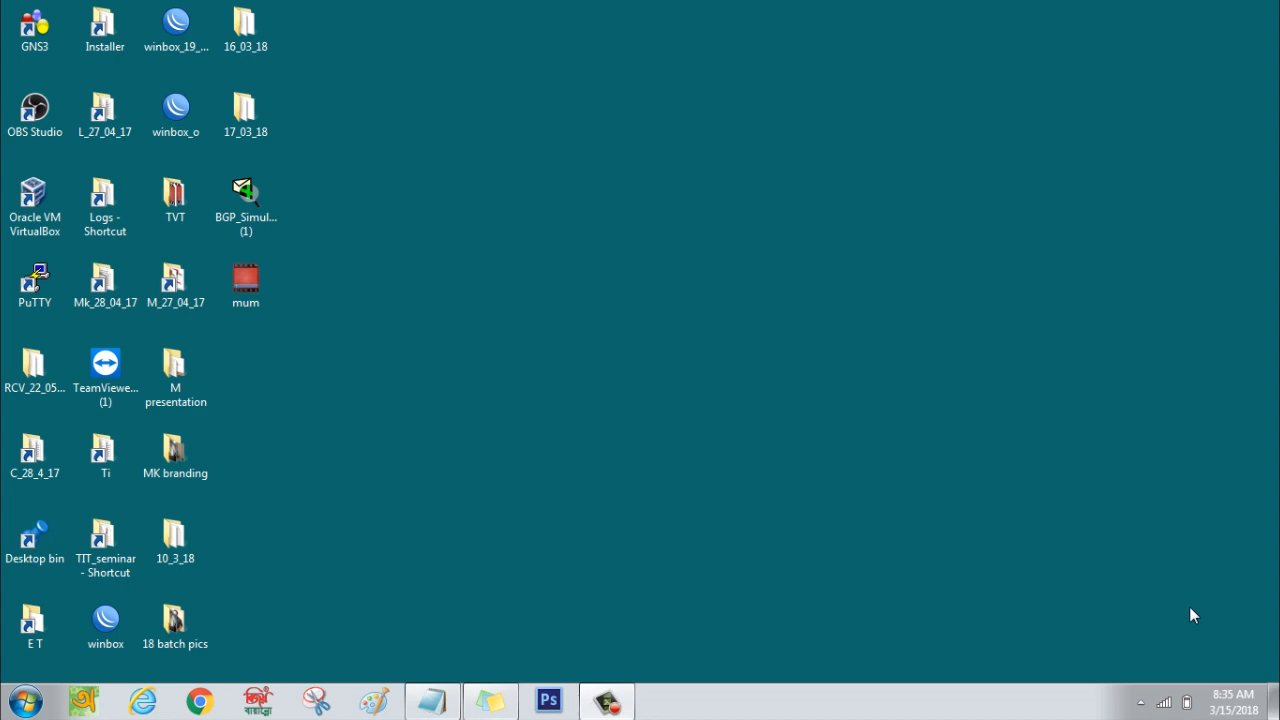 GNS3
Installer
winbox_19_...
16_03_18
OBS Studio
L_27_04_17
winbox_o
17_03_18
Oracle VM
VirtualBox
Logs -
Shortcut
TVT
BGP_Simul...
(1)
PuTTY
Mk_28_04_17
M_27_04_17
mum
RCV_22_05...
TeamViewe...
(1)
M
presentation
C_28_4_17
Ti
MK branding
Desktop bin
TIT_seminar
- Shortcut
10_3_18
E T
winbox
18 batch pics
অ
Ps
8:35 AM
3/15/2018